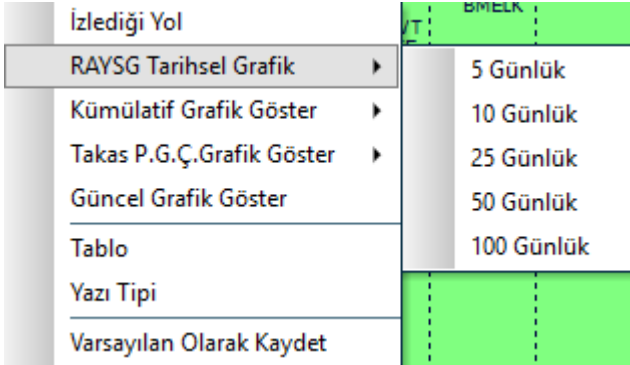 İzlediği Yol
RAYSG Tarihsel Grafik
Kümülatif Grafik Göster
Takas P.G.Ç.Grafik Göster
Güncel Grafik Göster
Tablo
Yazı Tipi
Varsayılan Olarak Kaydet
BMELK
5 Günlük
10 Günlük
25 Günlük
50 Günlük
100 Günlük